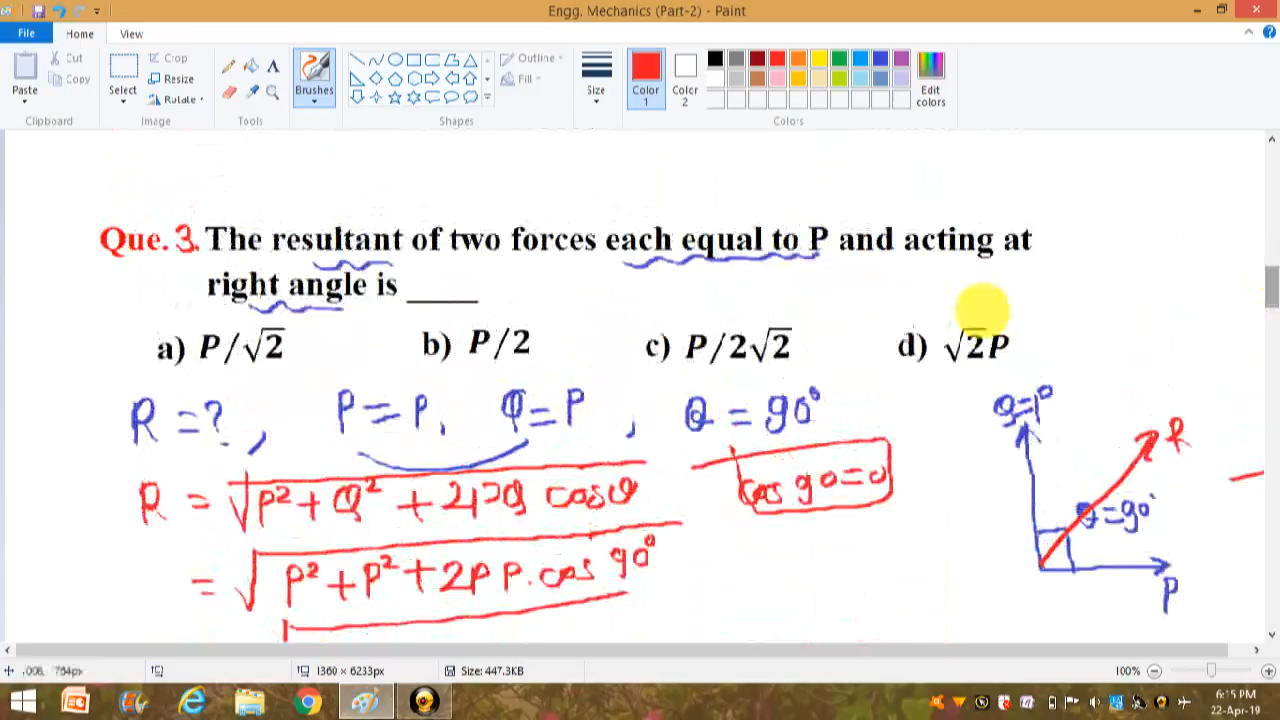 Engg. Mechanics (Part-2) - Paint
File Home View
Paste Cut Copy Clipboard
Select Crop Resize Rotate Image
Tools
Brushes
Outline Fill Shapes
Size
Color 1 Color 2 Edit colors Colors
Que. 3. The resultant of two forces each equal to P and acting at
right angle is ____
a) P/√2 b) P/2 c) P/2√2 d) √2P
R = ?, P = P, Q = P, θ = 90°
R = √P² + Q² + 2PQ cosθ
cos 90 = 0
= √P² + P² + 2P P. cos 90°
Q=P
R
θ=90°
P
1360 × 6233px Size: 447.3KB 100%
6:15 PM
22-Apr-19